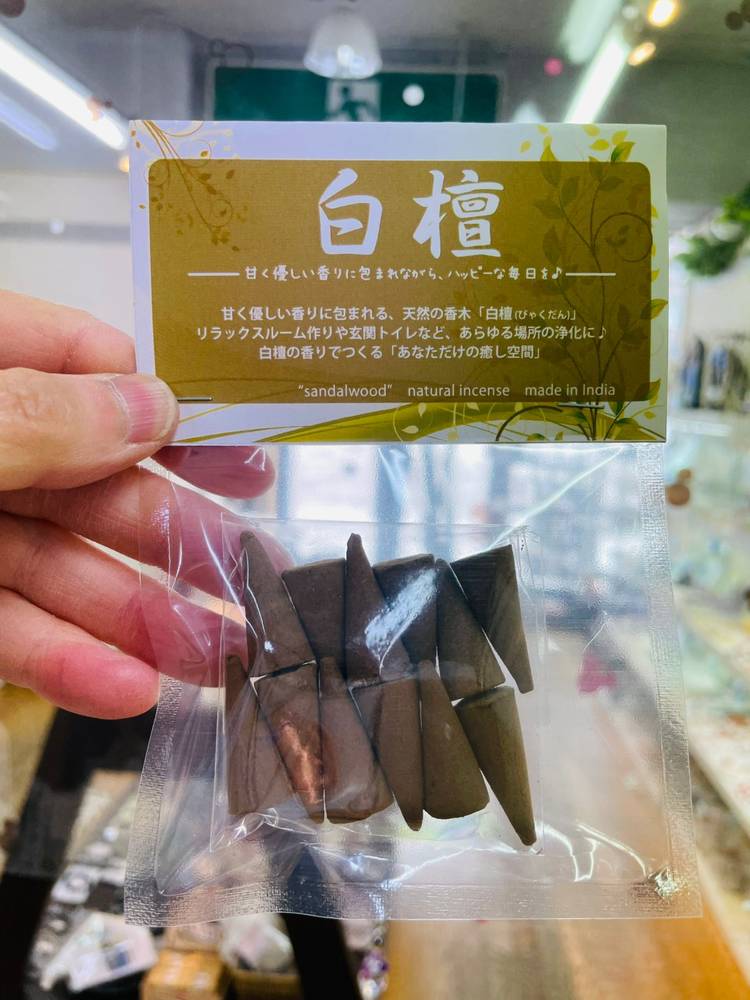 白檀
甘く優しい香りに包まれながら、ハッピーな毎日を♪
甘く優しい香りに包まれる、天然の香木「白檀(びゃくだん)」
リラックスルーム作りや玄関トイレなど、あらゆる場所の浄化に♪
白檀の香りでつくる「あなただけの癒し空間」
“sandalwood” natural incense made in India